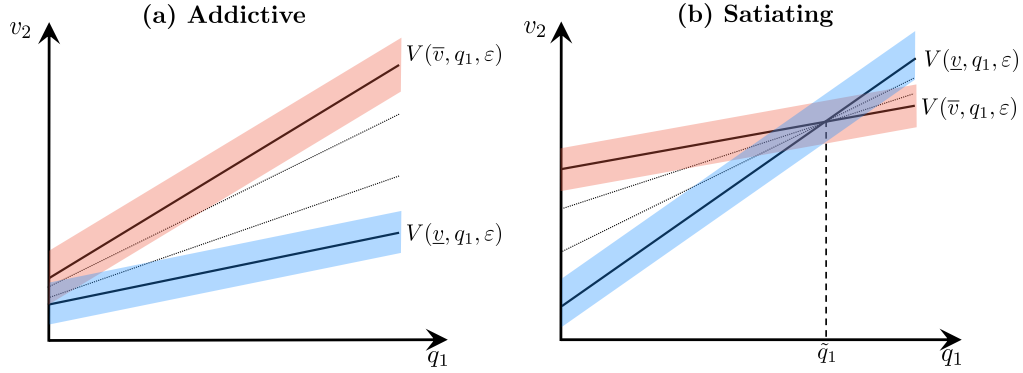 (a) Addictive
v₂
V(v̅, q₁, ε)
V(v̲, q₁, ε)
q₁
(b) Satiating
v₂
V(v̲, q₁, ε)
V(v̅, q₁, ε)
q̃₁
q₁